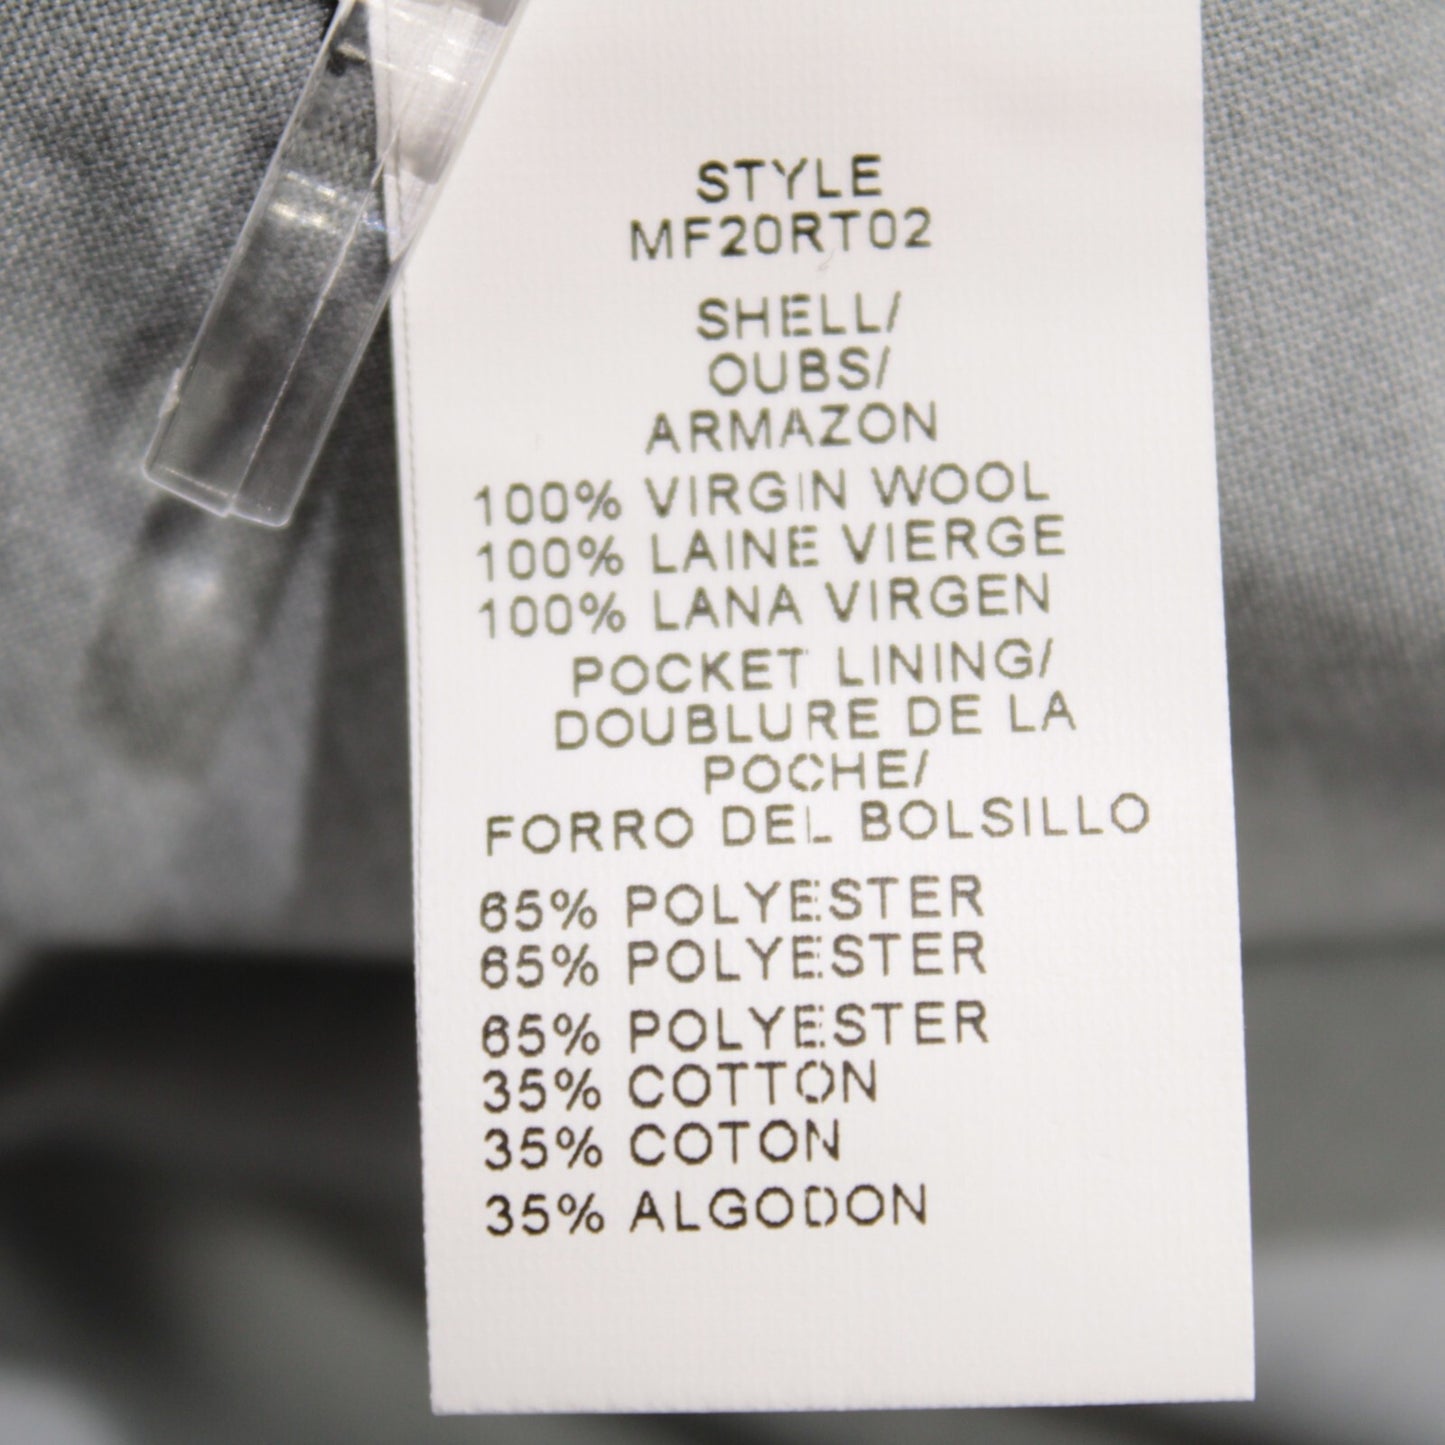 STYLE
MF20RT02
SHELL/
OUBS/
ARMAZON
100% VIRGIN WOOL
100% LAINE VIERGE
100% LANA VIRGEN
POCKET LINING/
DOUBLURE DE LA
POCHE/
FORRO DEL BOLSILLO
65% POLYESTER
65% POLYESTER
65% POLYESTER
35% COTTON
35% COTON
35% ALGODON